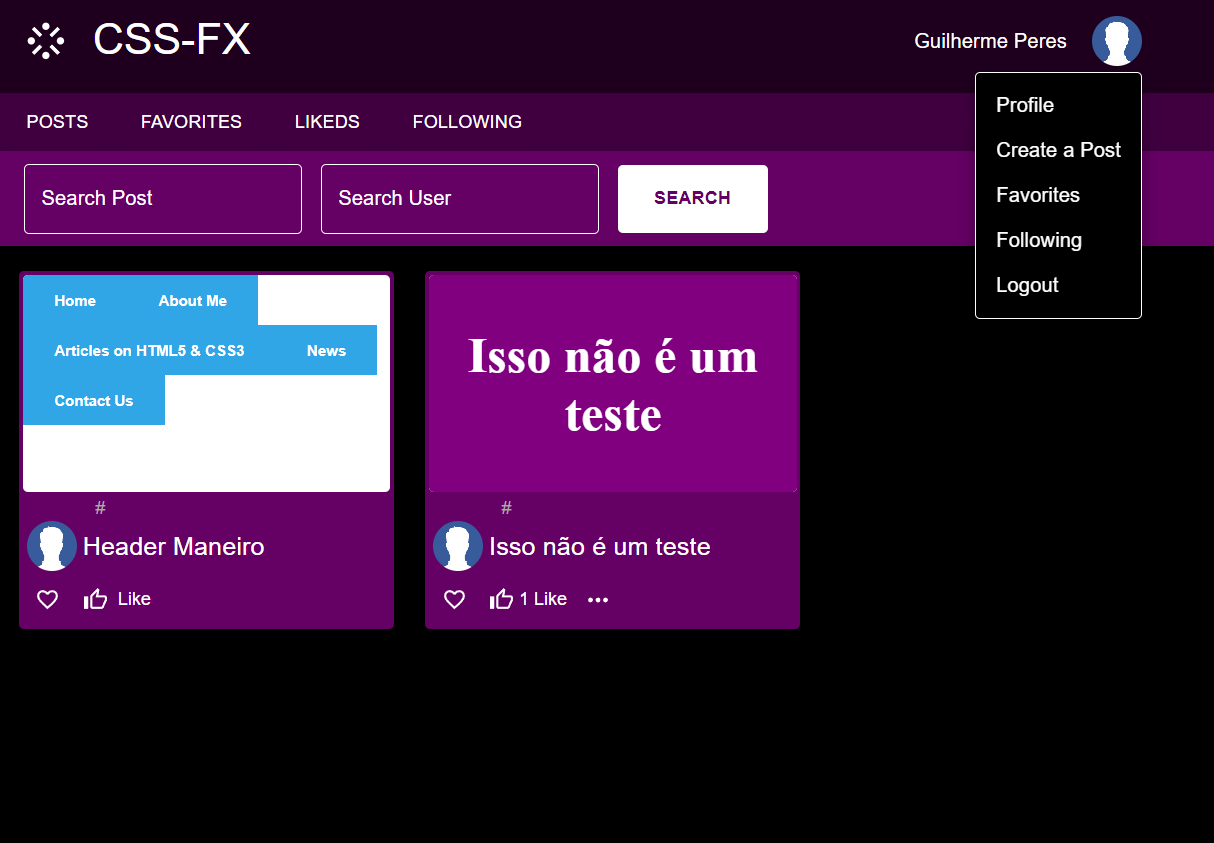 CSS-FX
Guilherme Peres
Profile
Create a Post
Favorites
Following
Logout
POSTS FAVORITES LIKEDS FOLLOWING
Search Post Search User SEARCH
Home About Me
Articles on HTML5 & CSS3 News
Contact Us
#
Header Maneiro
Like
Isso não é um
teste
#
Isso não é um teste
1 Like